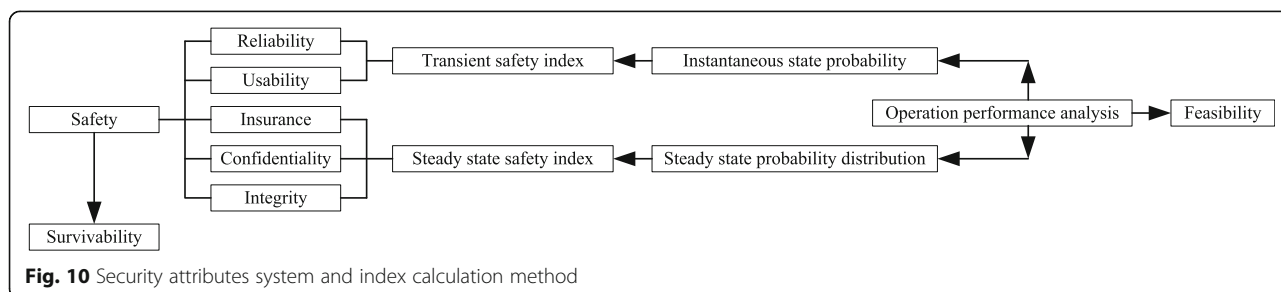 Reliability
Usability
Transient safety index
Instantaneous state probability
Safety
Insurance
Operation performance analysis
Feasibility
Confidentiality
Steady state safety index
Steady state probability distribution
Integrity
Survivability
Fig. 10 Security attributes system and index calculation method